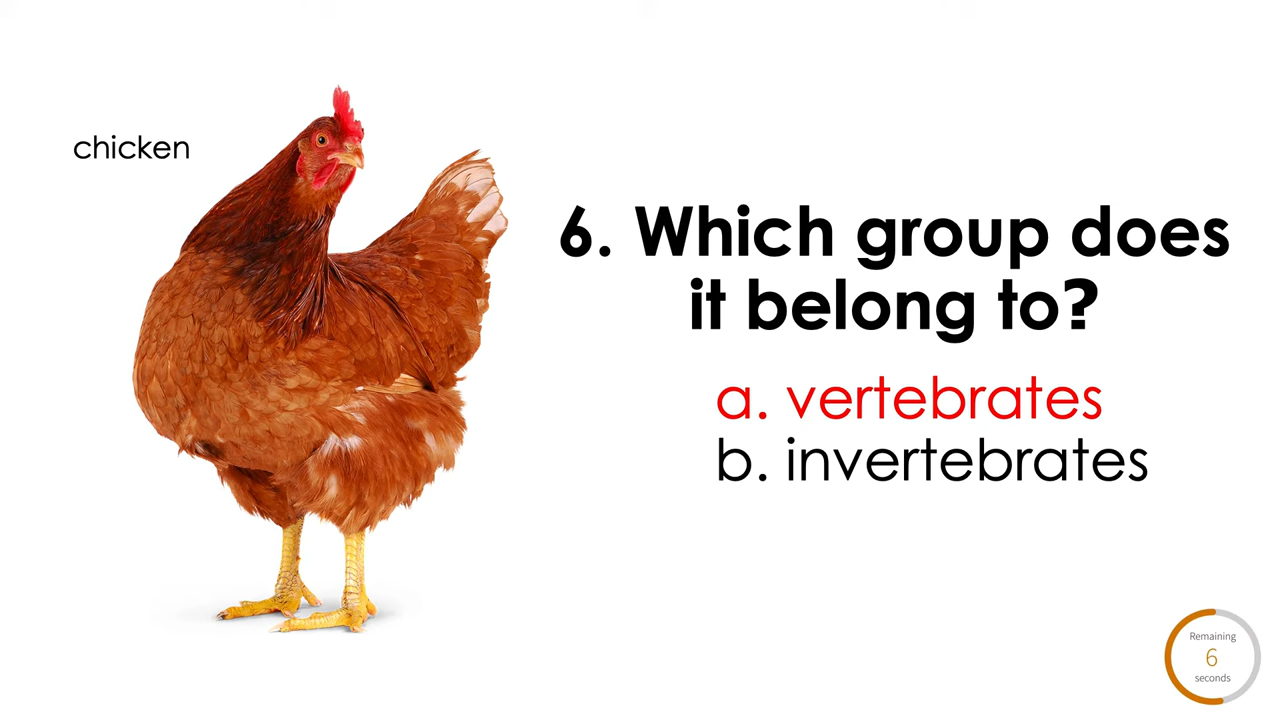 chicken
6. Which group does
it belong to?
a. vertebrates
b. invertebrates
Remaining
6
seconds